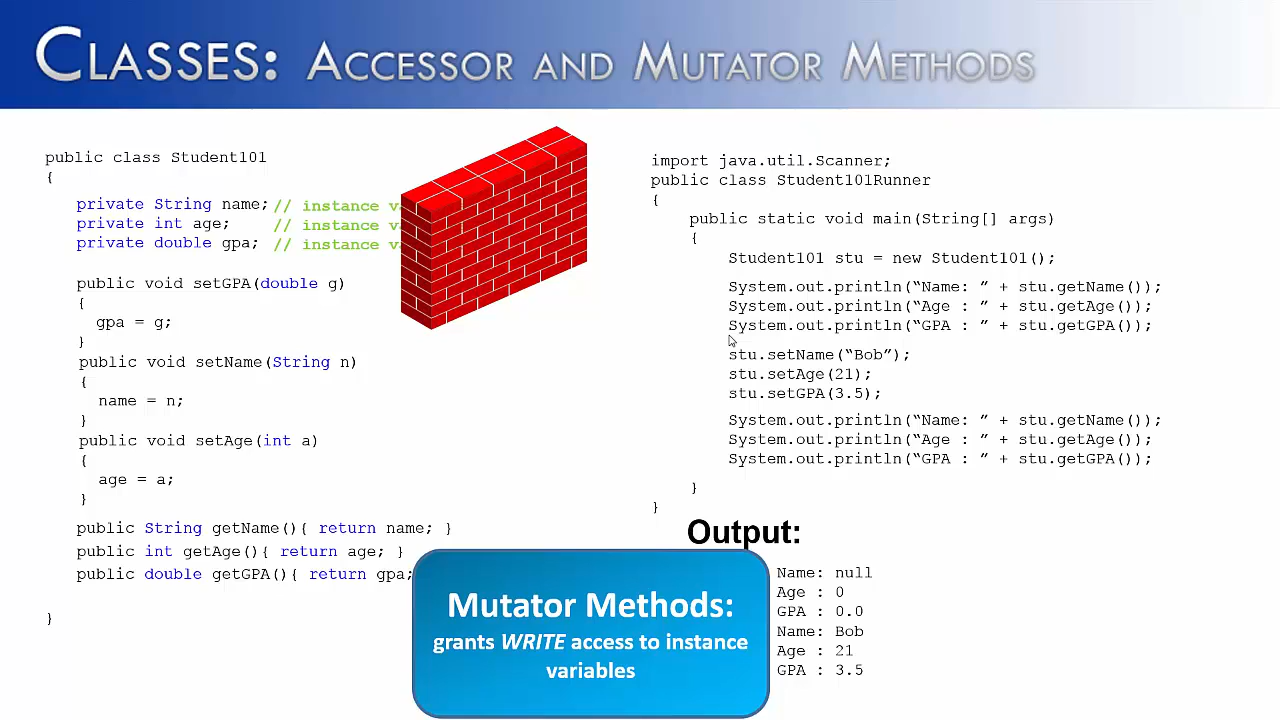 CLASSES: ACCESSOR AND MUTATOR METHODS
public class Student101
{
private String name; // instance v
private int age; // instance v
private double gpa; // instance v
public void setGPA(double g)
{
gpa = g;
}
public void setName(String n)
{
name = n;
}
public void setAge(int a)
{
age = a;
}
public String getName(){ return name; }
public int getAge(){ return age; }
public double getGPA(){ return gpa;
}
import java.util.Scanner;
public class Student101Runner
{
public static void main(String[] args)
{
Student101 stu = new Student101();
System.out.println(“Name: ” + stu.getName());
System.out.println(“Age : ” + stu.getAge());
System.out.println(“GPA : ” + stu.getGPA());
stu.setName(“Bob”);
stu.setAge(21);
stu.setGPA(3.5);
System.out.println(“Name: ” + stu.getName());
System.out.println(“Age : ” + stu.getAge());
System.out.println(“GPA : ” + stu.getGPA());
}
}
Output:
Name: null
Age : 0
GPA : 0.0
Name: Bob
Age : 21
GPA : 3.5
Mutator Methods:
grants WRITE access to instance
variables